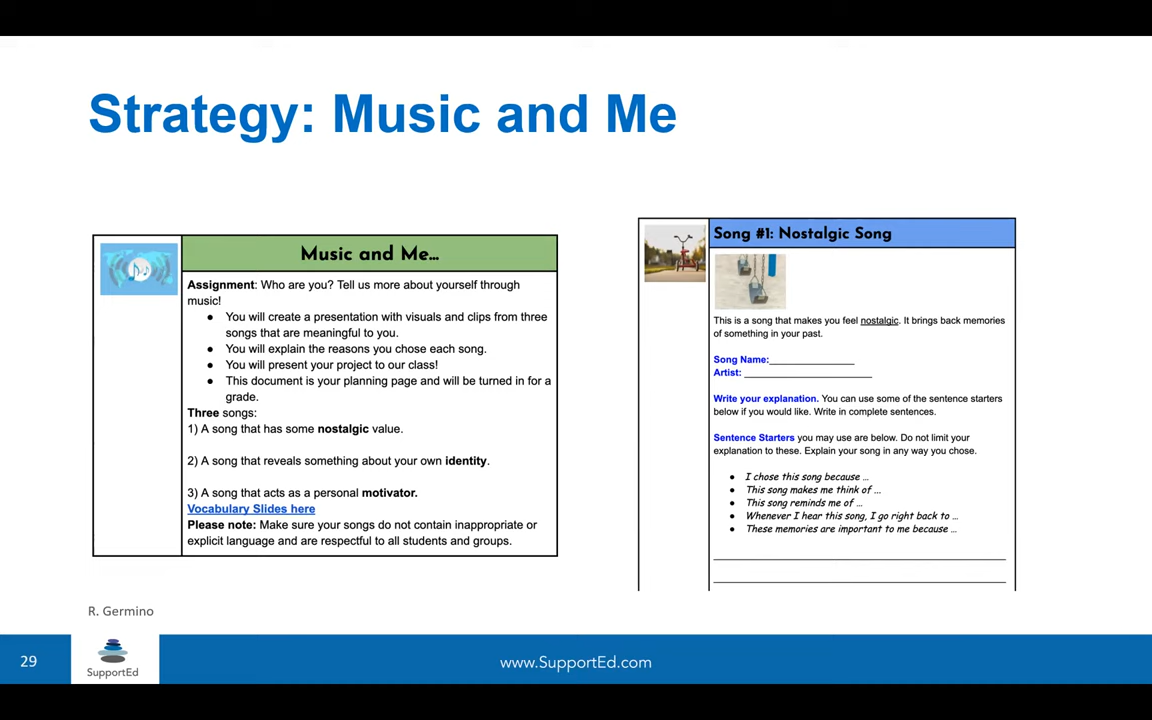 Strategy: Music and Me
Music and Me...
Assignment: Who are you? Tell us more about yourself through
music!
● You will create a presentation with visuals and clips from three
songs that are meaningful to you.
● You will explain the reasons you chose each song.
● You will present your project to our class!
● This document is your planning page and will be turned in for a
grade.
Three songs:
1) A song that has some nostalgic value.
2) A song that reveals something about your own identity.
3) A song that acts as a personal motivator.
Vocabulary Slides here
Please note: Make sure your songs do not contain inappropriate or
explicit language and are respectful to all students and groups.
Song #1: Nostalgic Song
This is a song that makes you feel nostalgic. It brings back memories
of something in your past.
Song Name:________________
Artist: ________________________
Write your explanation. You can use some of the sentence starters
below if you would like. Write in complete sentences.
Sentence Starters you may use are below. Do not limit your
explanation to these. Explain your song in any way you chose.
● I chose this song because ...
● This song makes me think of ...
● This song reminds me of ...
● Whenever I hear this song, I go right back to ...
● These memories are important to me because ...
R. Germino
29
SupportEd
www.SupportEd.com